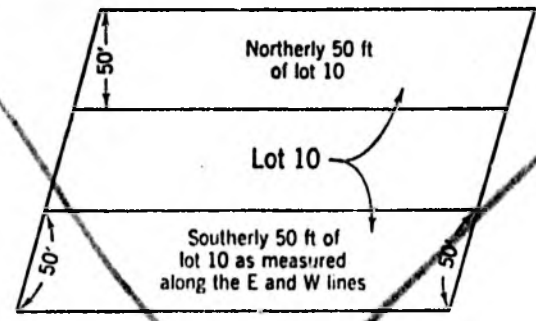 50'
Northerly 50 ft
of lot 10
Lot 10
50'
Southerly 50 ft of
lot 10 as measured
along the E and W lines
50'